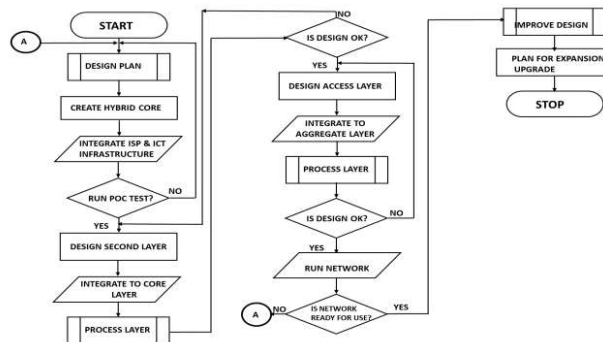 START
A
DESIGN PLAN
CREATE HYBRID CORE
INTEGRATE ISP & ICT
INFRASTRUCTURE
RUN POC TEST?
NO
YES
DESIGN SECOND LAYER
INTEGRATE TO CORE
LAYER
PROCESS LAYER
NO
IS DESIGN OK?
YES
DESIGN ACCESS LAYER
INTEGRATE TO
AGGREGATE LAYER
PROCESS LAYER
IS DESIGN OK?
NO
YES
RUN NETWORK
A
NO
IS NETWORK
READY FOR USE?
YES
IMPROVE DESIGN
PLAN FOR EXPANSION
UPGRADE
STOP